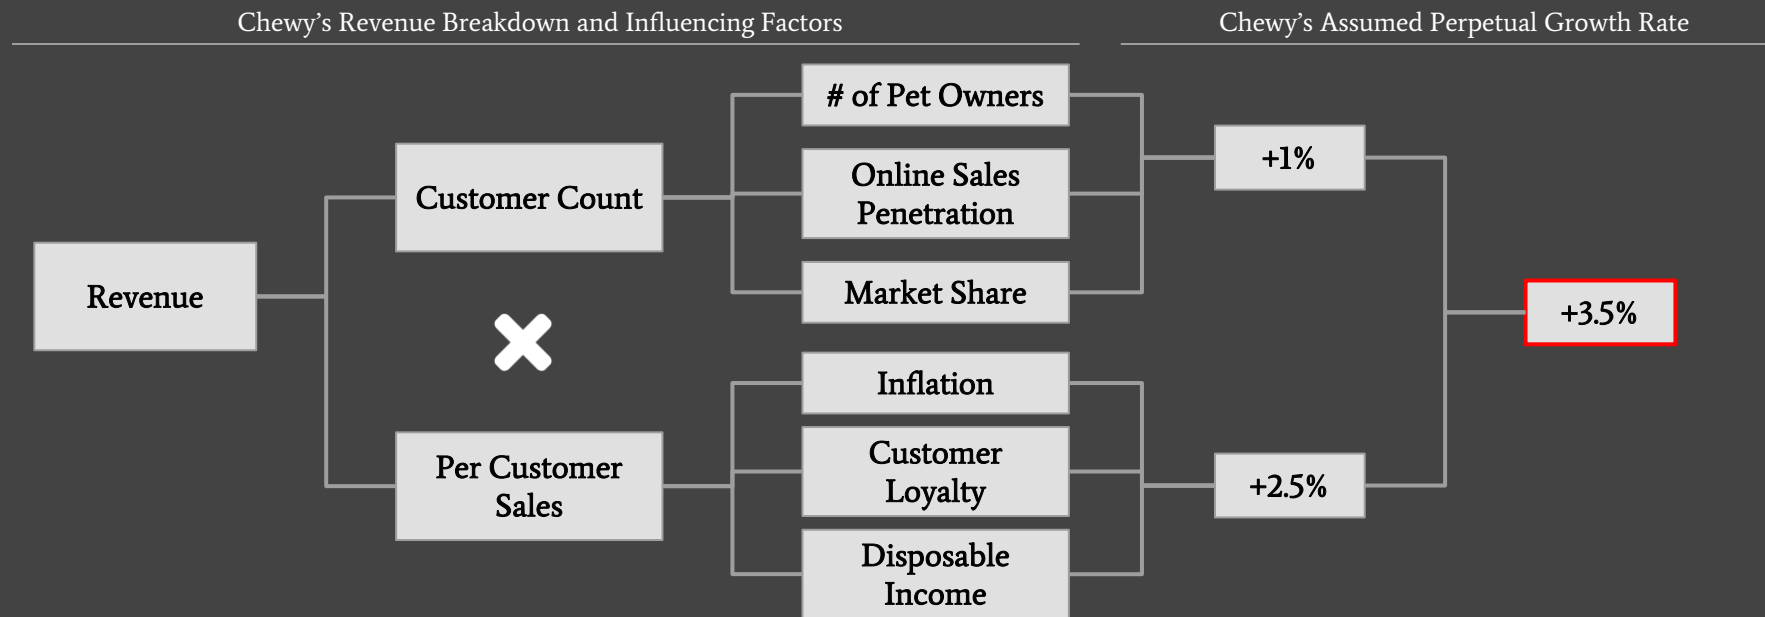 Chewy’s Revenue Breakdown and Influencing Factors
Chewy’s Assumed Perpetual Growth Rate
Revenue
Customer Count
Per Customer
Sales
# of Pet Owners
Online Sales
Penetration
Market Share
Inflation
Customer
Loyalty
Disposable
Income
+1%
+2.5%
+3.5%